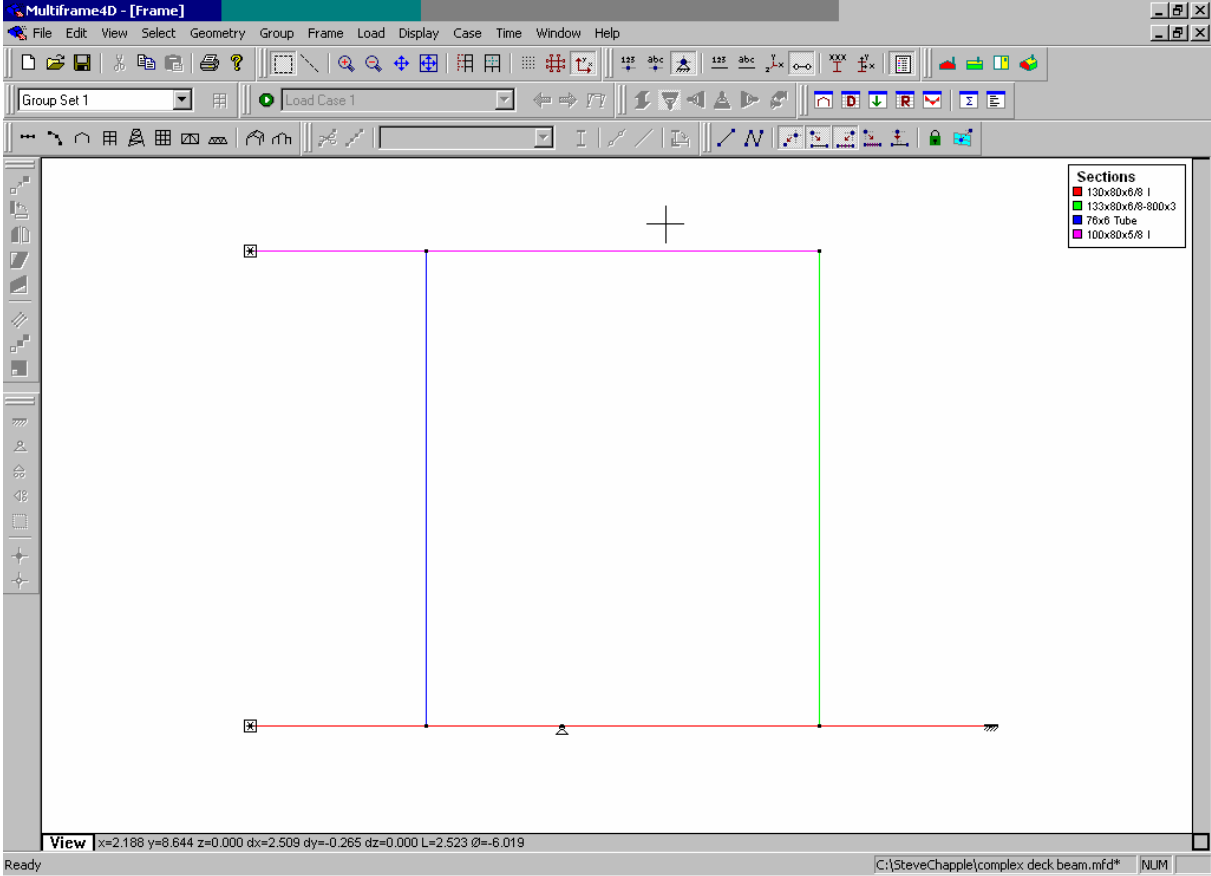 Multiframe4D - [Frame]
File Edit View Select Geometry Group Frame Load Display Case Time Window Help
Group Set 1
Load Case 1
Sections
130x80x6/8 I
133x80x6/8-800x3
76x6 Tube
100x80x5/8 I
View x=2.188 y=8.644 z=0.000 dx=2.509 dy=-0.265 dz=0.000 L=2.523 Ø=-6.019
Ready
C:\SteveChapple\complex deck beam.mfd*
NUM